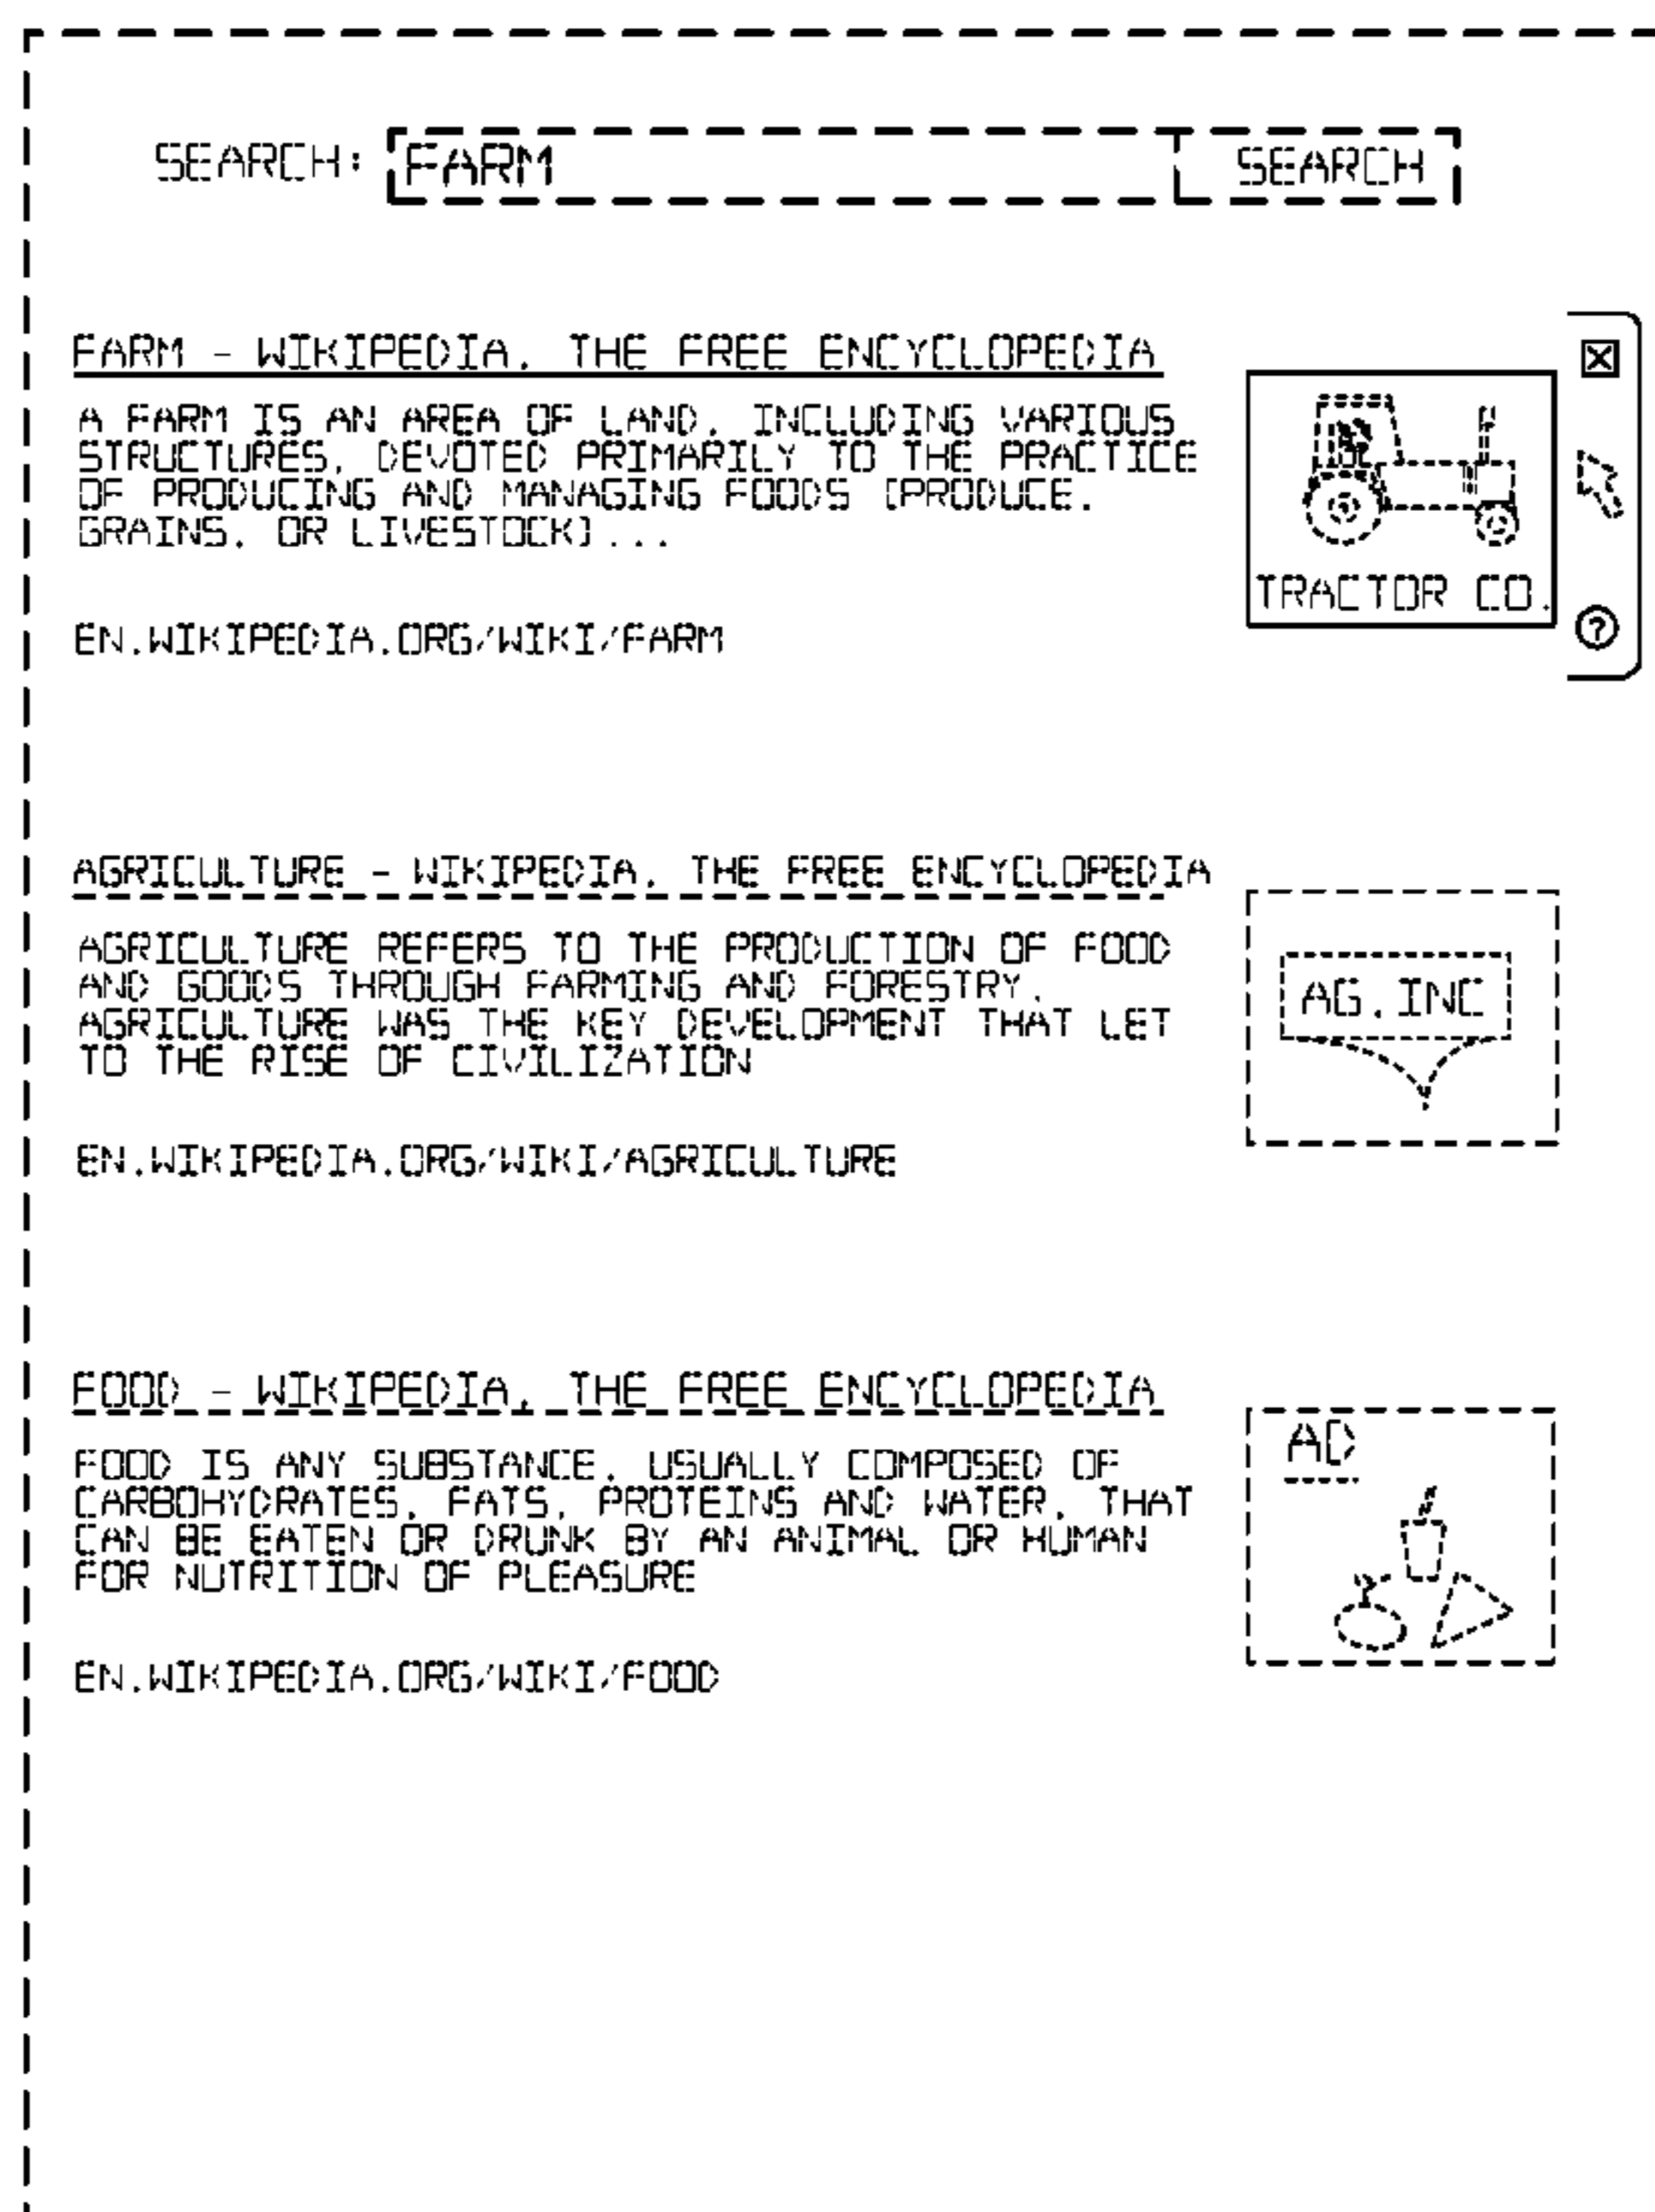 SEARCH: FARM SEARCH
FARM - WIKIPEDIA, THE FREE ENCYCLOPEDIA
A FARM IS AN AREA OF LAND, INCLUDING VARIOUS
STRUCTURES, DEVOTED PRIMARILY TO THE PRACTICE
OF PRODUCING AND MANAGING FOODS (PRODUCE,
GRAINS, OR LIVESTOCK)...
TRACTOR CO.
?
EN.WIKIPEDIA.ORG/WIKI/FARM
AGRICULTURE - WIKIPEDIA, THE FREE ENCYCLOPEDIA
AGRICULTURE REFERS TO THE PRODUCTION OF FOOD
AND GOODS THROUGH FARMING AND FORESTRY.
AGRICULTURE WAS THE KEY DEVELOPMENT THAT LET
TO THE RISE OF CIVILIZATION
AG.INC
EN.WIKIPEDIA.ORG/WIKI/AGRICULTURE
FOOD - WIKIPEDIA, THE FREE ENCYCLOPEDIA
AD
FOOD IS ANY SUBSTANCE, USUALLY COMPOSED OF
CARBOHYDRATES, FATS, PROTEINS AND WATER, THAT
CAN BE EATEN OR DRUNK BY AN ANIMAL OR HUMAN
FOR NUTRITION OF PLEASURE
EN.WIKIPEDIA.ORG/WIKI/FOOD